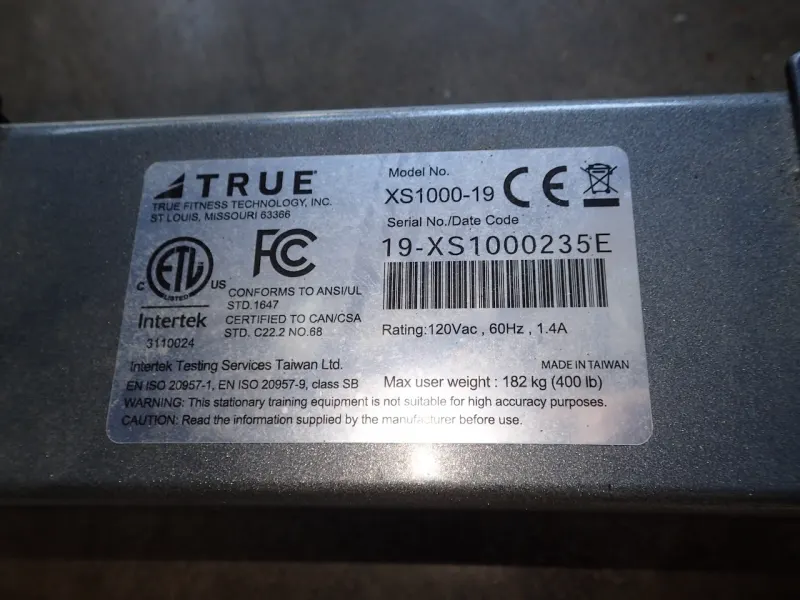 TRUE
TRUE FITNESS TECHNOLOGY, INC.
ST LOUIS, MISSOURI 63366
Model No.
XS1000-19
CE
Serial No./Date Code
19-XS1000235E
FC
C ETL US
LISTED
Intertek
3110024
CONFORMS TO ANSI/UL
STD.1647
CERTIFIED TO CAN/CSA
STD. C22.2 NO.68
Rating:120Vac , 60Hz , 1.4A
Intertek Testing Services Taiwan Ltd.
MADE IN TAIWAN
EN ISO 20957-1, EN ISO 20957-9, class SB
Max user weight : 182 kg (400 lb)
WARNING: This stationary training equipment is not suitable for high accuracy purposes.
CAUTION: Read the information supplied by the manufacturer before use.